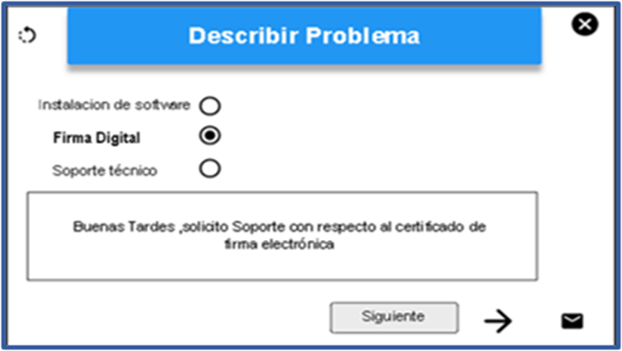 Describir Problema
Instalacion de software
Firma Digital
Soporte técnico
Buenas Tardes ,solicito Soporte con respecto al certificado de
firma electrónica
Siguiente